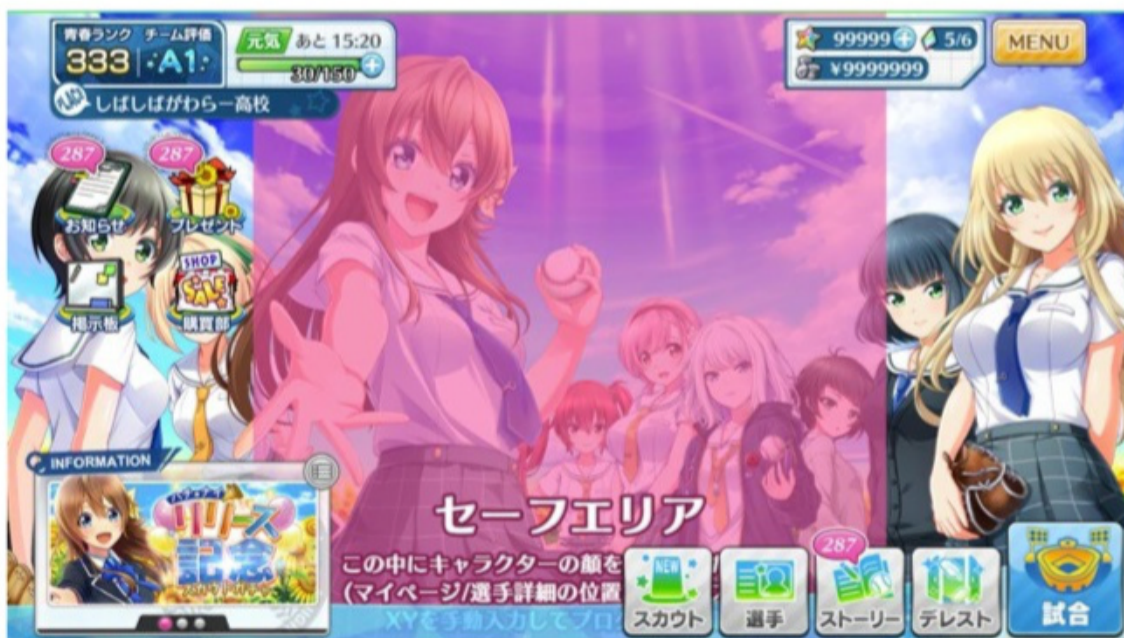 青春ランク チーム評価
333 A1
元気 あと 15:20
30/150
99999 5/6
¥9999999
MENU
しばしばがわらー高校
287
287
お知らせ
プレゼント
SHOP
SALE
掲示板
購買部
INFORMATION
リリース
記念
セーフエリア
この中にキャラクターの顔を
(マイページ/選手詳細の位置
XYを手動入力してプロ
NEW
スカウト
選手
287
ストーリー
デレスト
試合